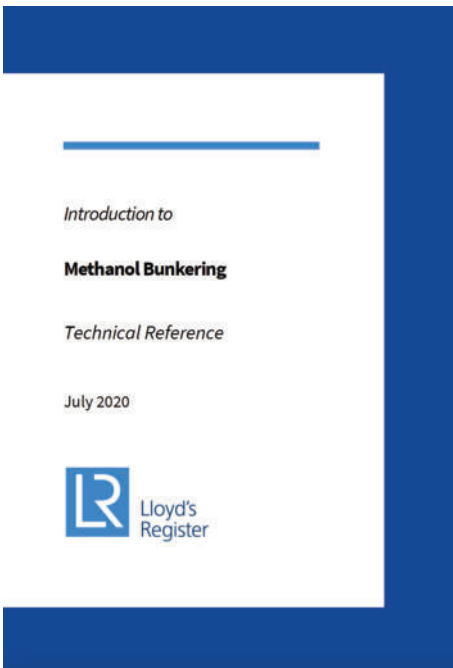 Introduction to
Methanol Bunkering
Technical Reference
July 2020
LR
Lloyd's
Register